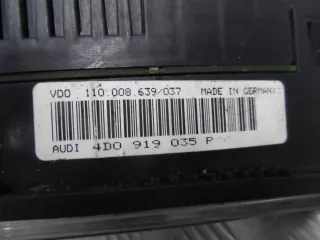 VDO 110.008.639/037 MADE IN GERMANY
AUDI 4D0 919 035 P